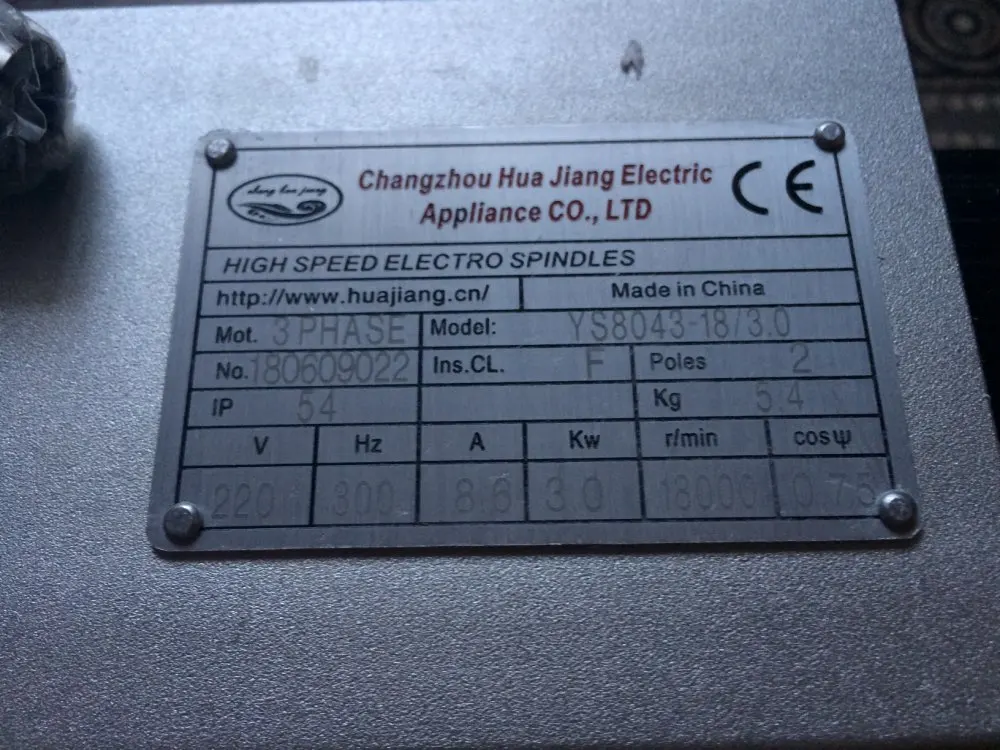 Changzhou Hua Jiang Electric
Appliance CO., LTD
CE
HIGH SPEED ELECTRO SPINDLES
http://www.huajiang.cn/ Made in China
Mot. 3 PHASE Model: YS8043-18/3.0
No. 180609022 Ins.CL. F Poles 2
IP 54 Kg 5.4
V Hz A Kw r/min cosψ
220 300 8.6 3.0 18000 0.75